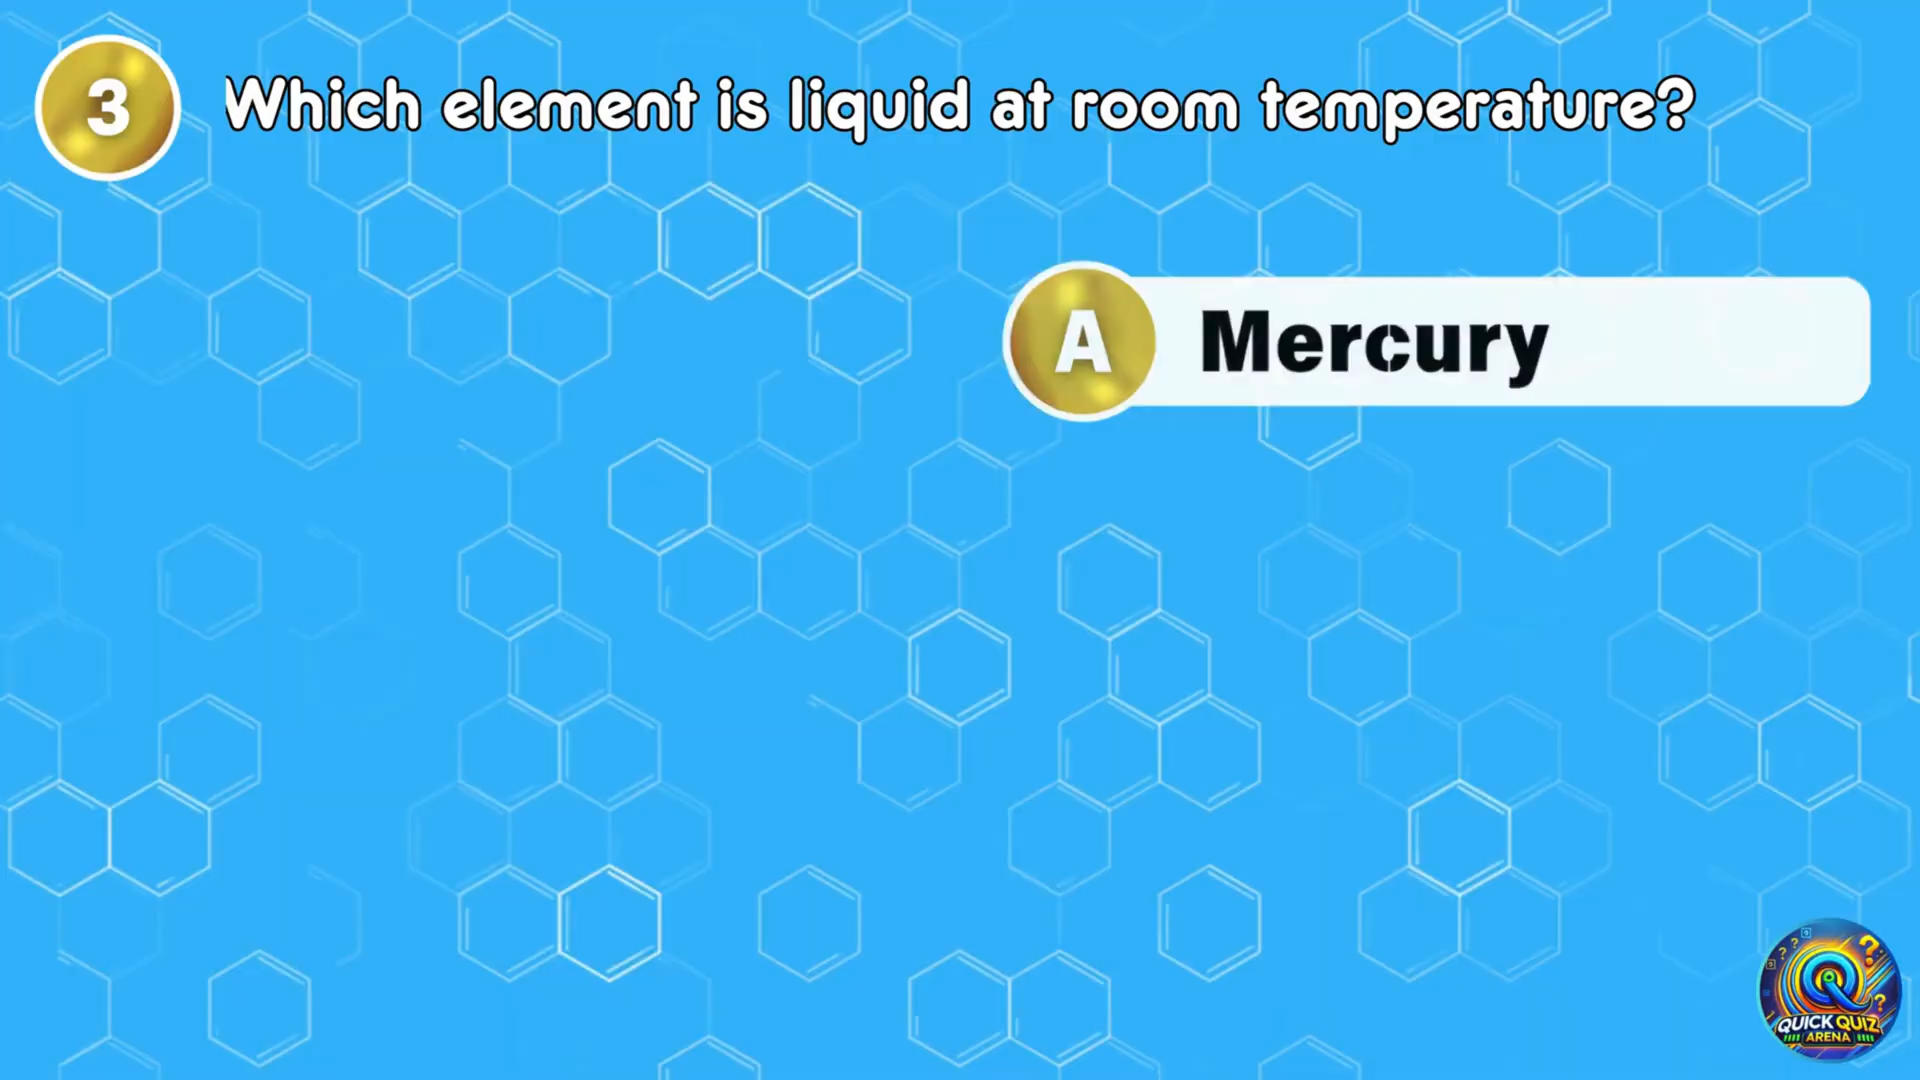 3
Which element is liquid at room temperature?
A
Mercury
QUICK QUIZ
ARENA